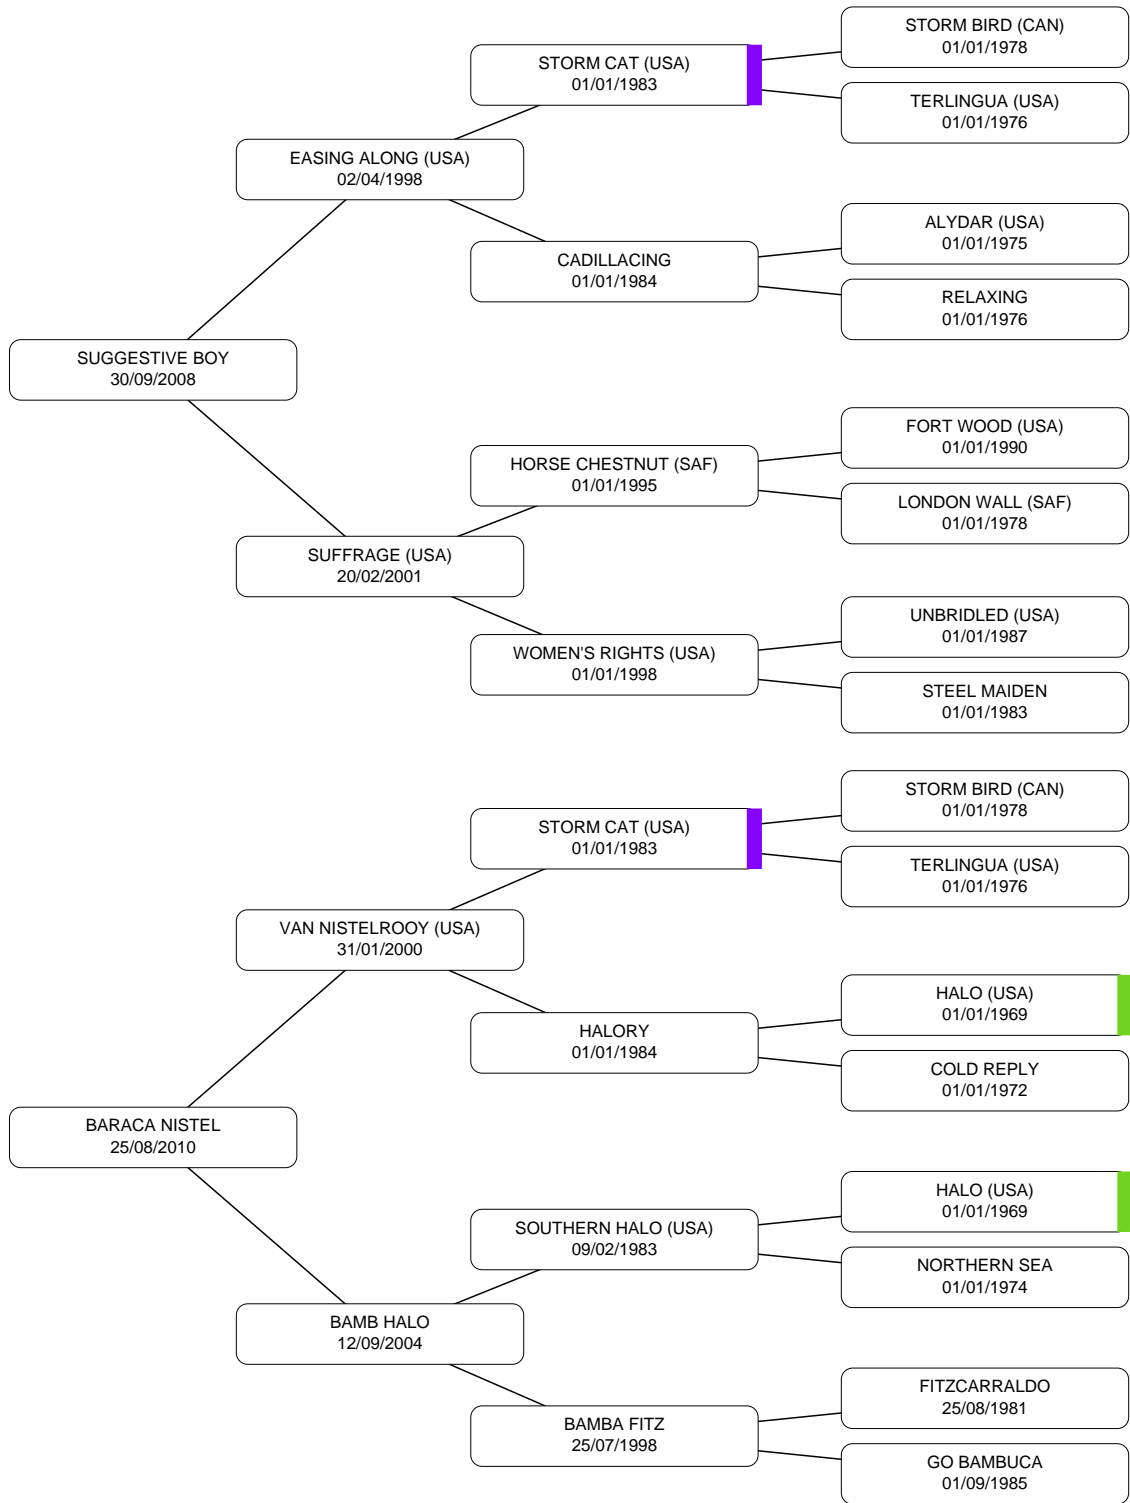 STORM BIRD (CAN)
01/01/1978
STORM CAT (USA)
01/01/1983
TERLINGUA (USA)
01/01/1976
EASING ALONG (USA)
02/04/1998
ALYDAR (USA)
01/01/1975
CADILLACING
01/01/1984
RELAXING
01/01/1976
SUGGESTIVE BOY
30/09/2008
FORT WOOD (USA)
01/01/1990
HORSE CHESTNUT (SAF)
01/01/1995
LONDON WALL (SAF)
01/01/1978
SUFFRAGE (USA)
20/02/2001
UNBRIDLED (USA)
01/01/1987
WOMEN'S RIGHTS (USA)
01/01/1998
STEEL MAIDEN
01/01/1983
STORM BIRD (CAN)
01/01/1978
STORM CAT (USA)
01/01/1983
TERLINGUA (USA)
01/01/1976
VAN NISTELROOY (USA)
31/01/2000
HALO (USA)
01/01/1969
HALORY
01/01/1984
COLD REPLY
01/01/1972
BARACA NISTEL
25/08/2010
HALO (USA)
01/01/1969
SOUTHERN HALO (USA)
09/02/1983
NORTHERN SEA
01/01/1974
BAMB HALO
12/09/2004
FITZCARRALDO
25/08/1981
BAMBA FITZ
25/07/1998
GO BAMBUCA
01/09/1985